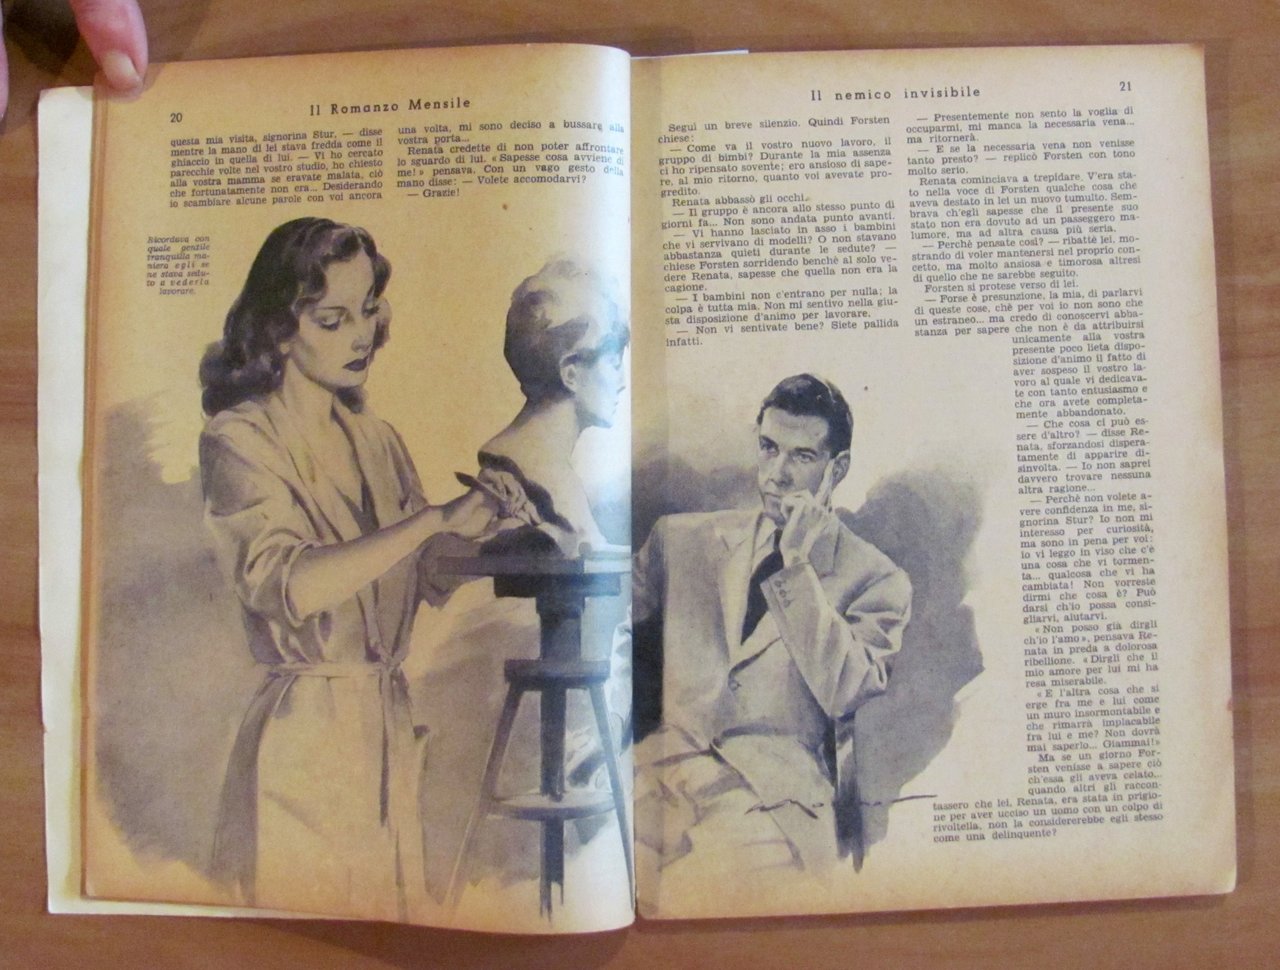 20
Il Romanzo Mensile
questa mia visita, signorina Stur, — disse
mentre la mano di lei stava fredda come il
ghiaccio in quella di lui. — Vi ho cercato
parecchie volte nel vostro studio, ho chiesto
alla vostra mamma se eravate malata, ciò
che fortunatamente non era... Desiderando
io scambiare alcune parole con voi ancora
una volta, mi sono deciso a bussare alla
vostra porta...
Renata credette di non poter affrontare
lo sguardo di lui. «Sapesse cosa avviene di
me!» pensava. Con un vago gesto della
mano disse: — Volete accomodarvi?
— Grazie!
Ricordava con
quale gentile
tranquilla ma-
niera egli se
ne stava sedu-
to a vederla
lavorare.
Il nemico invisibile
21
Seguì un breve silenzio. Quindi Forsten
chiese:
— Come va il vostro nuovo lavoro, il
gruppo di bimbi? Durante la mia assenza
ci ho ripensato sovente; ero ansioso di sape-
re, al mio ritorno, quanto voi avevate pro-
gredito.
Renata abbassò gli occhi.
— Il gruppo è ancora allo stesso punto di
giorni fa... Non sono andata punto avanti.
— Vi hanno lasciato in asso i bambini
che vi servivano di modelli? O non stavano
abbastanza quieti durante le sedute? —
chiese Forsten sorridendo benchè al solo ve-
dere Renata, sapesse che quella non era la
cagione.
— I bambini non c'entrano per nulla; la
colpa è tutta mia. Non mi sentivo nella giu-
sta disposizione d'animo per lavorare.
— Non vi sentivate bene? Siete pallida
infatti.
— Presentemente non sento la voglia di
occuparmi, mi manca la necessaria vena...
ma ritornerà.
— E se la necessaria vena non venisse
tanto presto? — replicò Forsten con tono
molto serio.
Renata cominciava a trepidare. V'era sta-
to nella voce di Forsten qualche cosa che
aveva destato in lei un nuovo tumulto. Sem-
brava ch'egli sapesse che il presente suo
stato non era dovuto ad un passeggero ma-
lumore, ma ad altra causa più seria.
— Perchè pensate così? — ribattè lei, mo-
strando di voler mantenersi nel proprio con-
cetto, ma molto ansiosa e timorosa altresì
di quello che ne sarebbe seguito.
Forsten si protese verso di lei.
— Forse è presunzione, la mia, di parlarvi
di queste cose, chè per voi io non sono che
un estraneo... ma credo di conoscervi abba-
stanza per sapere che non è da attribuirsi
unicamente alla vostra
presente poco lieta dispo-
sizione d'animo il fatto di
aver sospeso il vostro la-
voro al quale vi dedicava-
te con tanto entusiasmo e
che ora avete completa-
mente abbandonato.
— Che cosa ci può es-
sere d'altro? — disse Re-
nata, sforzandosi dispera-
tamente di apparire di-
sinvolta. — Io non saprei
davvero trovare nessuna
altra ragione...
— Perchè non volete a-
vere confidenza in me, si-
gnorina Stur? Io non mi
interesso per curiosità,
ma sono in pena per voi:
io vi leggo in viso che c'è
una cosa che vi tormen-
ta... qualcosa che vi ha
cambiata! Non vorreste
dirmi che cosa è? Può
darsi ch'io possa consi-
gliarvi, aiutarvi.
«Non posso già dirgli
ch'io l'amo», pensava Re-
nata in preda a dolorosa
ribellione. «Dirgli che il
mio amore per lui mi ha
resa miserabile.
«E l'altra cosa che si
erge fra me e lui come
un muro insormontabile e
che rimarrà implacabile
fra lui e me? Non dovrà
mai saperlo... Giammai!»
Ma se un giorno For-
sten venisse a sapere ciò
ch'essa gli aveva celato...
quando altri gli raccon-
tassero che lei, Renata, era stata in prigio-
ne per aver ucciso un uomo con un colpo di
rivoltella, non la considererebbe egli stesso
come una delinquente?